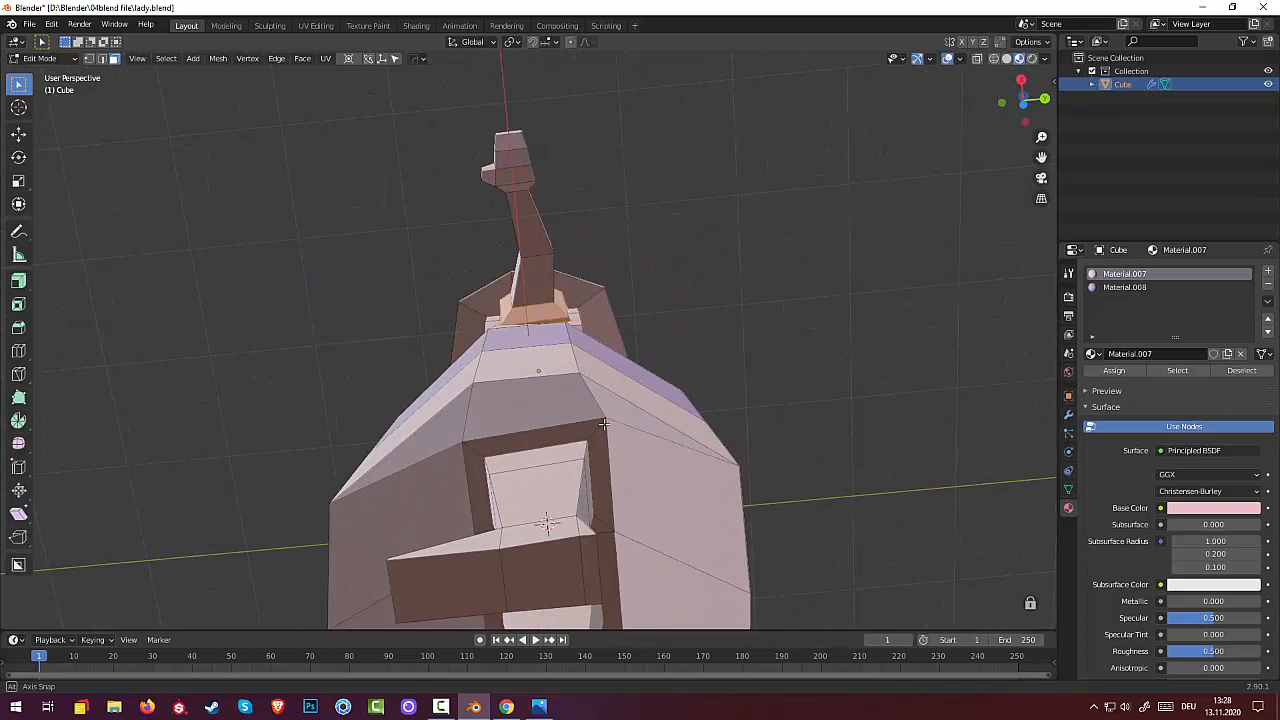 Blender* [D:\Blender\04blend file\lady.blend]
File Edit Render Window Help Layout Modeling Sculpting UV Editing Texture Paint Shading Animation Rendering Compositing Scripting Scene View Layer
Global X Y Z Options
Edit Mode View Select Add Mesh Vertex Edge Face UV
User Perspective
(1) Cube
Y
Scene Collection
Collection
Cube
Cube Material.007
Material.007
Material.008
Material.007
Assign Select Deselect
Preview
Surface
Use Nodes
Surface Principled BSDF
GGX
Christensen-Burley
Base Color
Subsurface 0.000
Subsurface Radius 1.000
0.200
0.100
Subsurface Color
Metallic 0.000
Specular 0.500
Specular Tint 0.000
Roughness 0.500
Anisotropic 0.000
Playback Keying View Marker 1 Start 1 End 250
1 10 20 30 40 50 60 70 80 90 100 110 120 130 140 150 160 170 180 190 200 210 220 230 240 250
Axis Snap 2.90.1
DEU 13:28
13.11.2020